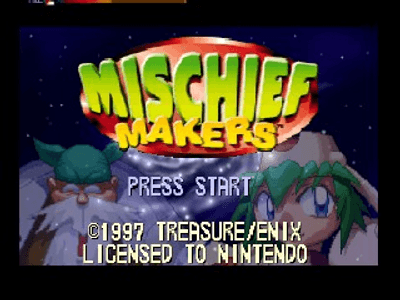 MISCHIEF
MAKERS
PRESS START
©1997 TREASURE/ENIX
LICENSED TO NINTENDO